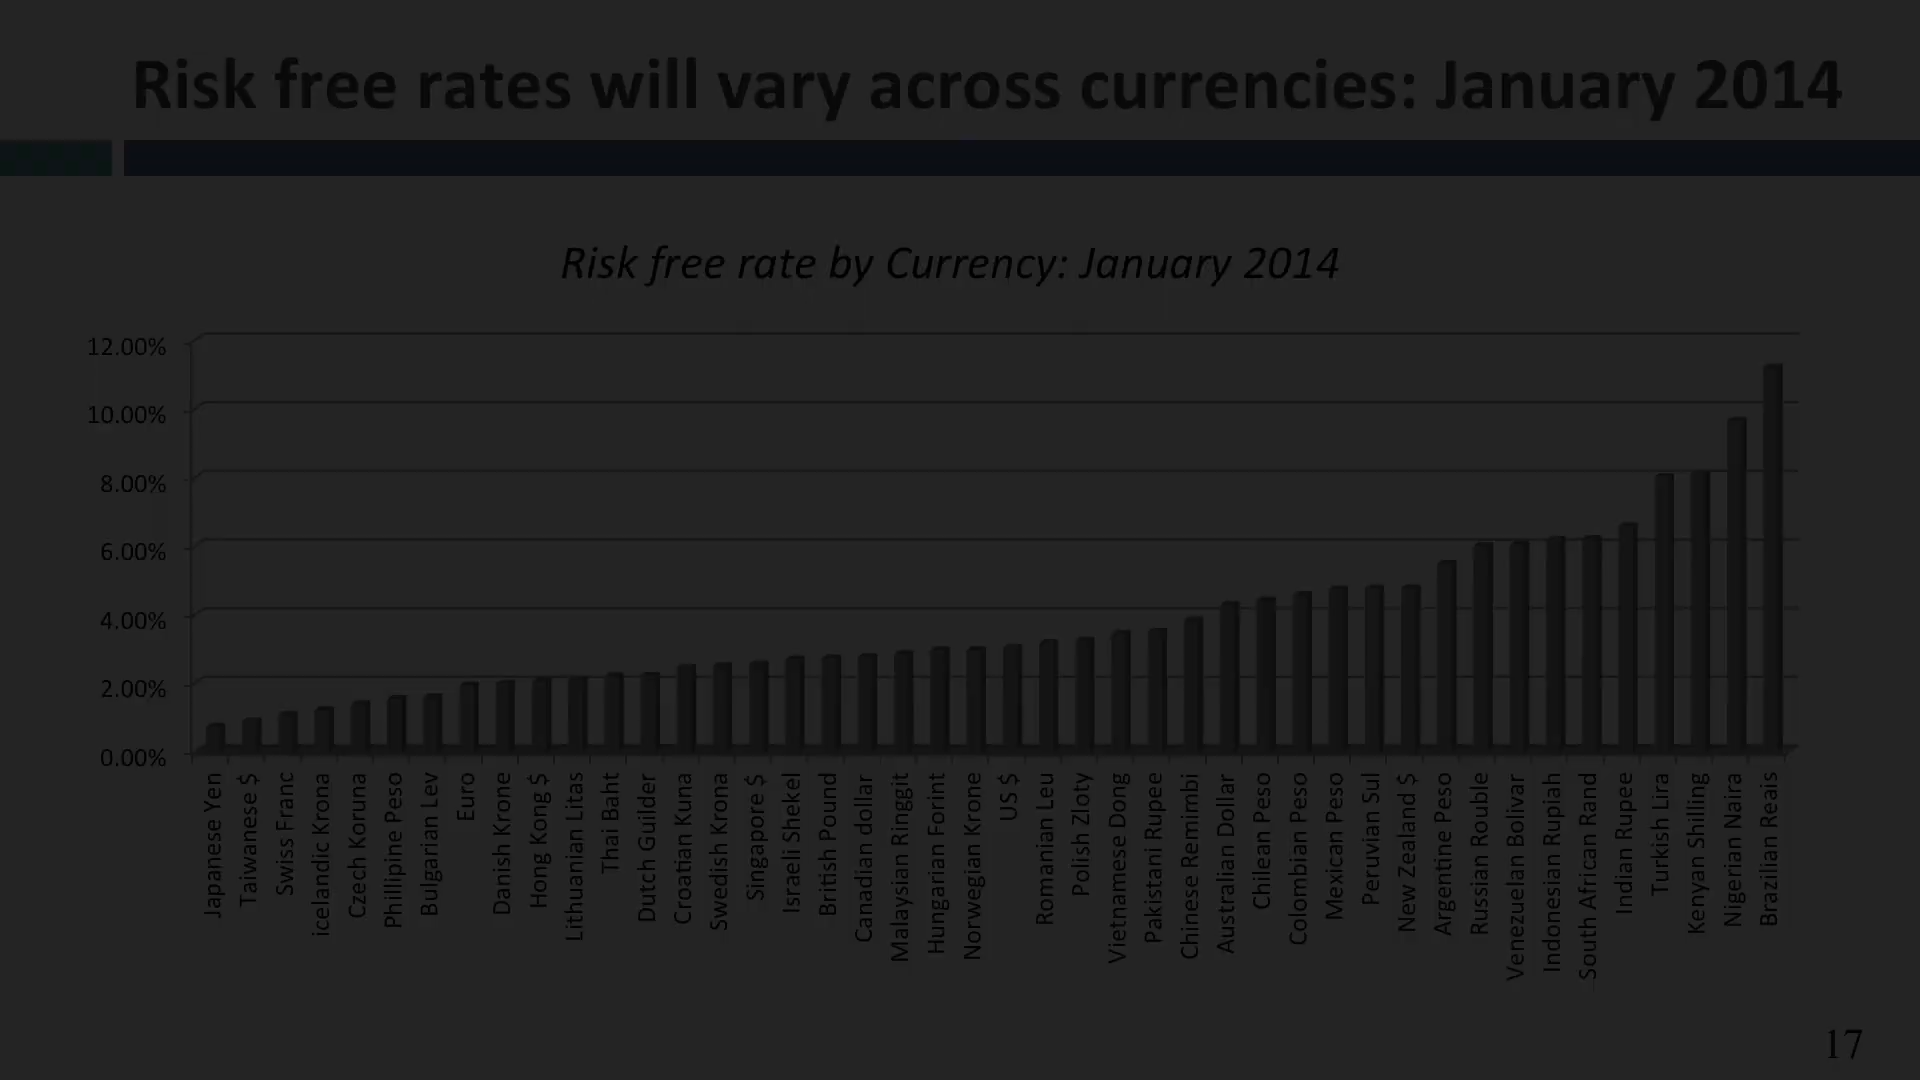 Risk free rates will vary across currencies: January 2014
Risk free rate by Currency: January 2014
12.00%
10.00%
8.00%
6.00%
4.00%
2.00%
0.00%
Japanese Yen
Taiwanese $
Swiss Franc
icelandic Krona
Czech Koruna
Phillipine Peso
Bulgarian Lev
Euro
Danish Krone
Hong Kong $
Lithuanian Litas
Thai Baht
Dutch Guilder
Croatian Kuna
Swedish Krona
Singapore $
Israeli Shekel
British Pound
Canadian dollar
Malaysian Ringgit
Hungarian Forint
Norwegian Krone
US $
Romanian Leu
Polish Zloty
Vietnamese Dong
Pakistani Rupee
Chinese Remimbi
Australian Dollar
Chilean Peso
Colombian Peso
Mexican Peso
Peruvian Sul
New Zealand $
Argentine Peso
Russian Rouble
Venezuelan Bolivar
Indonesian Rupiah
South African Rand
Indian Rupee
Turkish Lira
Kenyan Shilling
Nigerian Naira
Brazilian Reais
17